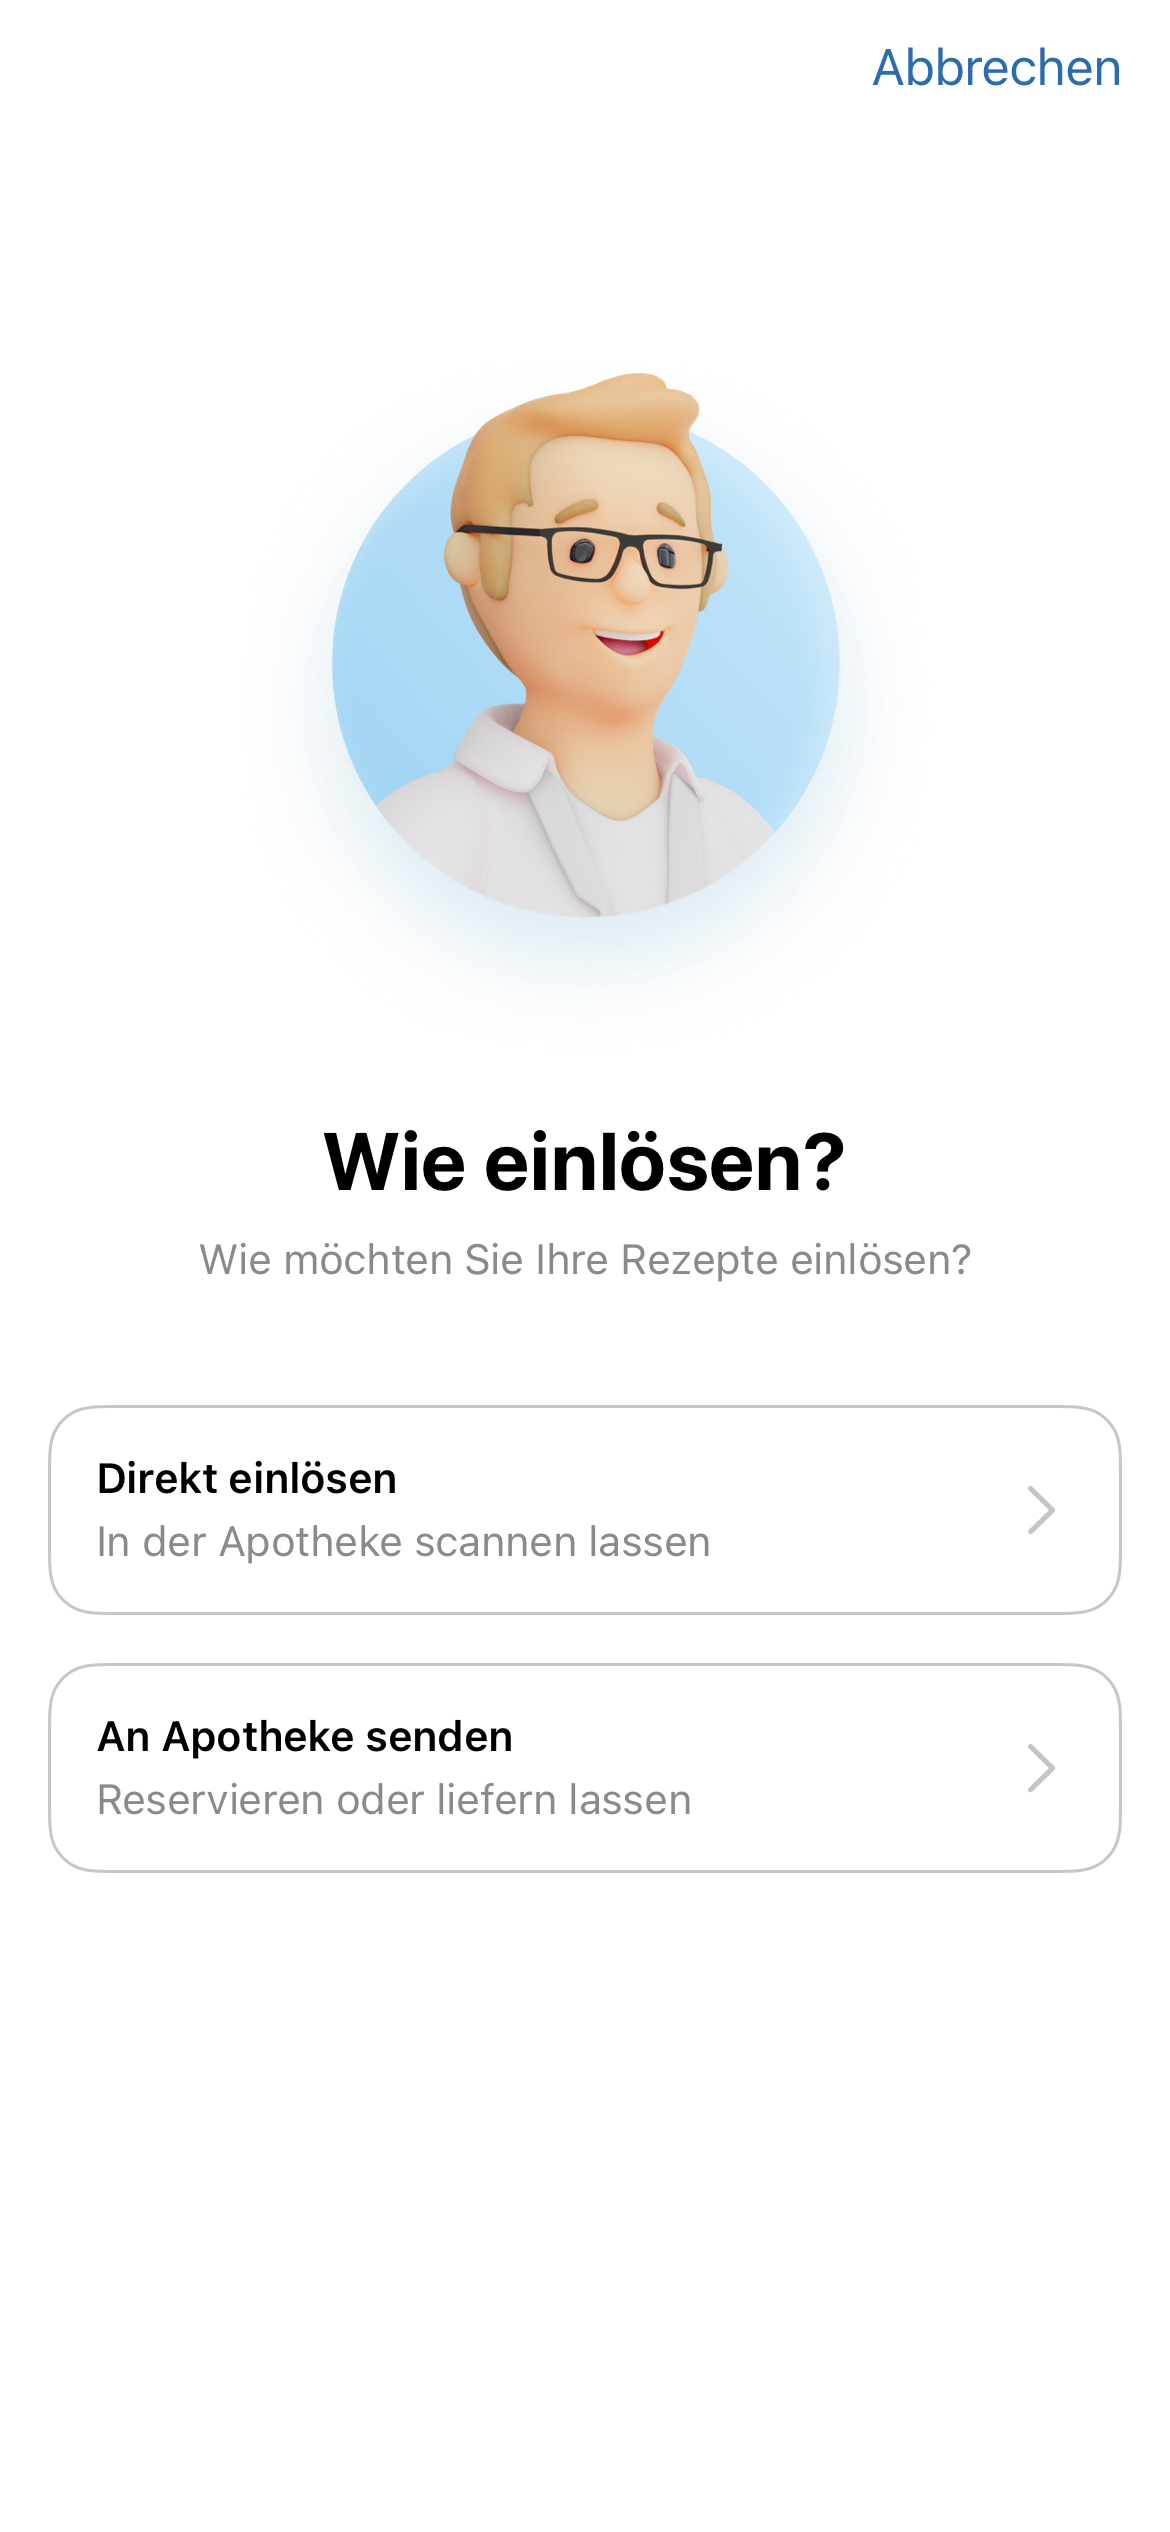 Abbrechen
Wie einlösen?
Wie möchten Sie Ihre Rezepte einlösen?
Direkt einlösen
In der Apotheke scannen lassen
An Apotheke senden
Reservieren oder liefern lassen